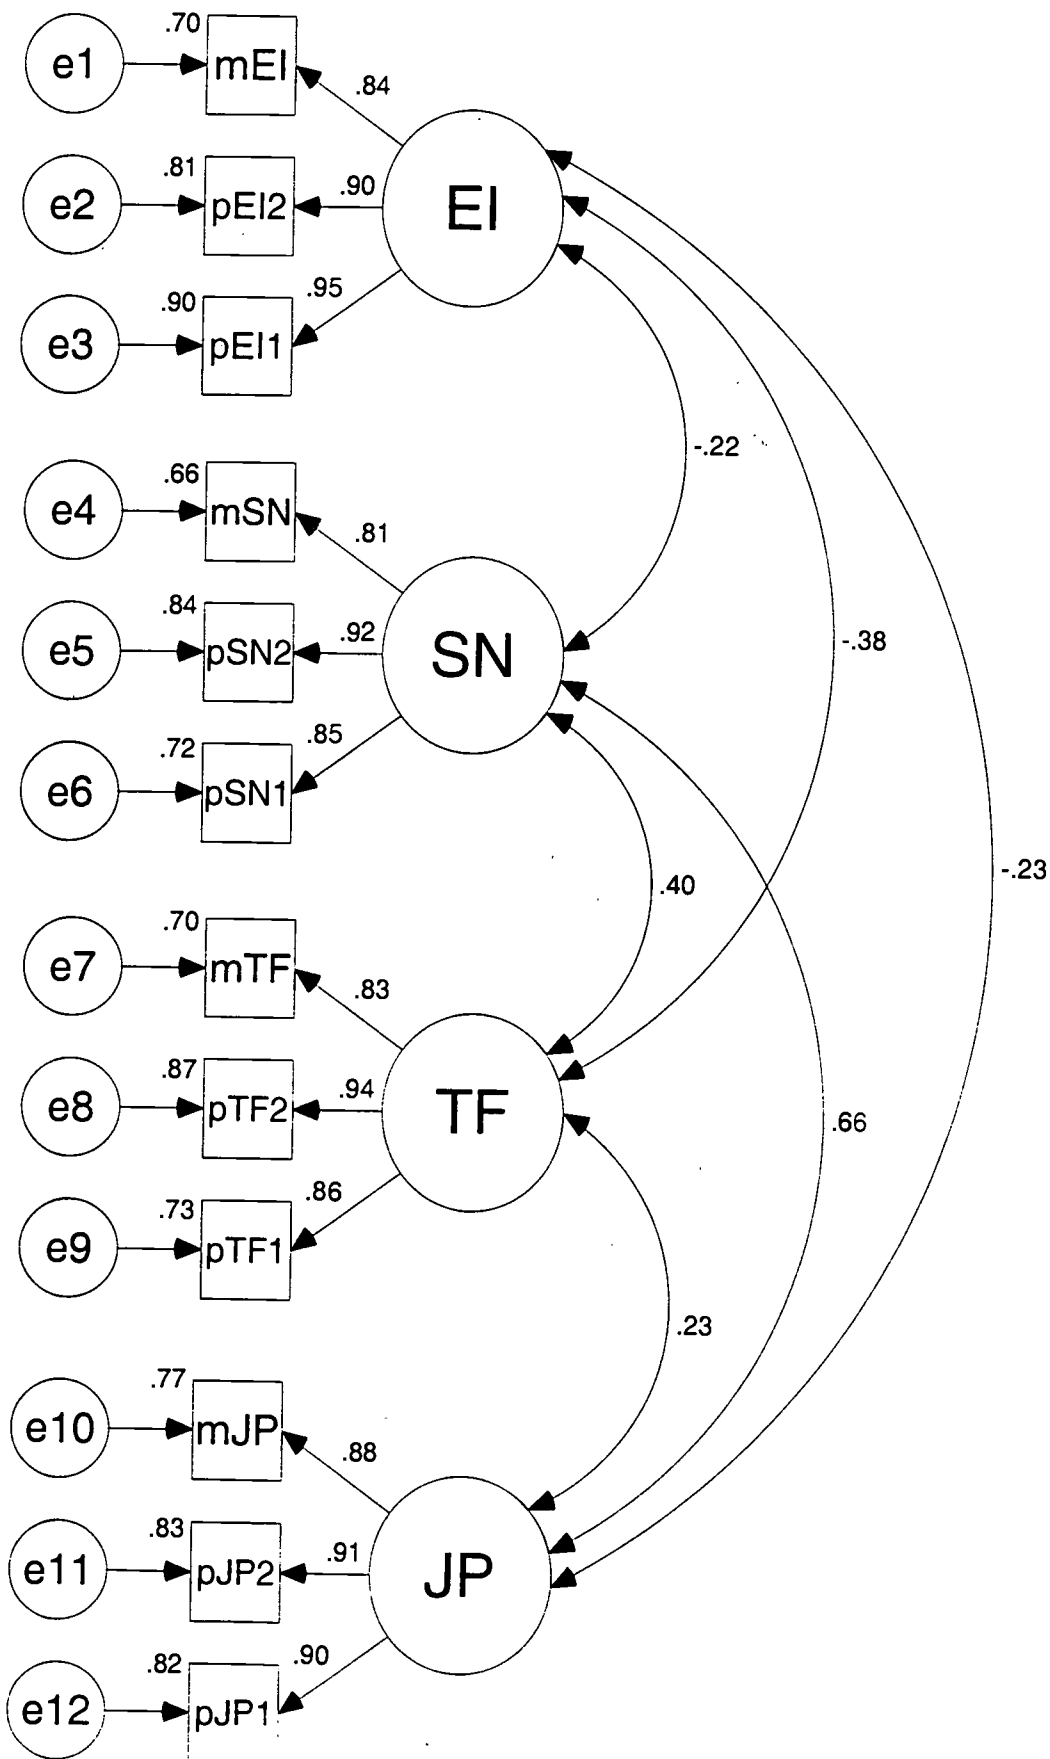 .70
e1 mEI
.84
.81
e2 pEI2 .90 EI
.90 .95
e3 pEI1
-.22
.66
e4 mSN
.81
.84
e5 pSN2 .92 SN
-.38
.72 .85
e6 pSN1
.40
-.23
.70
e7 mTF
.83
.87
e8 pTF2 .94 TF
.66
.73 .86
e9 pTF1
.23
.77
e10 mJP
.88
.83
e11 pJP2 .91 JP
.82 .90
e12 pJP1